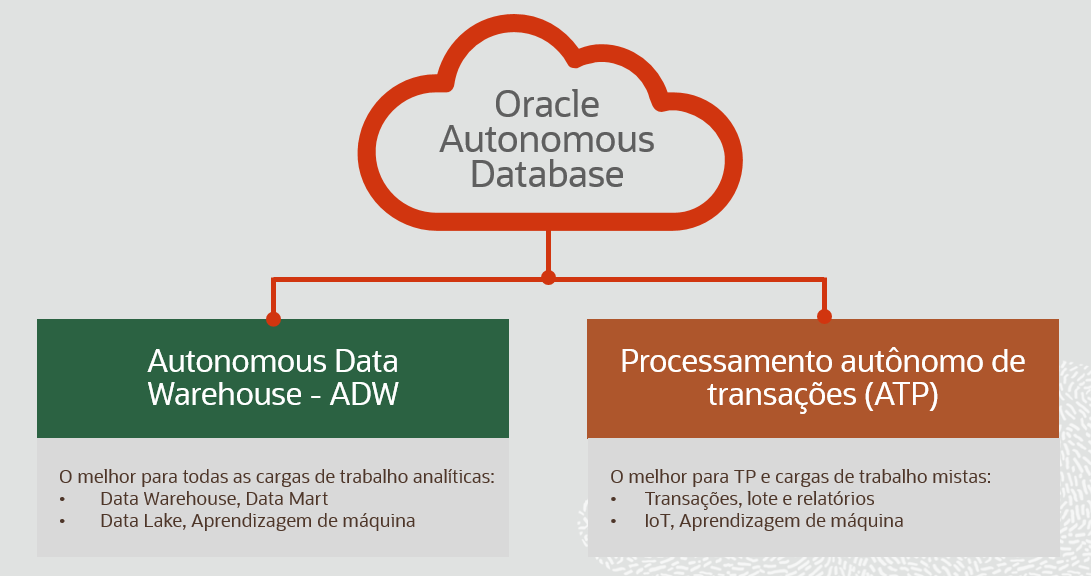 Oracle
Autonomous
Database
Autonomous Data
Warehouse - ADW
O melhor para todas as cargas de trabalho analíticas:
• Data Warehouse, Data Mart
• Data Lake, Aprendizagem de máquina
Processamento autônomo de
transações (ATP)
O melhor para TP e cargas de trabalho mistas:
• Transações, lote e relatórios
• IoT, Aprendizagem de máquina